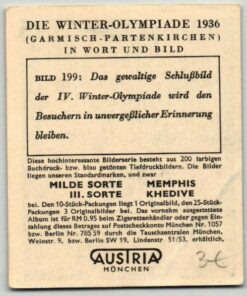 DIE WINTER-OLYMPIADE 1936
(GARMISCH-PARTENKIRCHEN)
IN WORT UND BILD
BILD 199: Das gewaltige Schlußbild
der IV. Winter-Olympiade wird den
Besuchern in unvergeßlicher Erinnerung
bleiben.
Diese hochinteressante Bilderserie besteht aus 200 farbigen
Buchdruck- bzw. blau getönten Tiefdruckbildern. Die Bilder
liegen unseren Standardmarken, und zwar
MILDE SORTE MEMPHIS
III. SORTE KHEDIVE
bei. Den 10-Stück-Packungen liegt 1 Originalbild, den 25-Stück-
Packungen 3 Originalbilder bei. Das vornehm ausgestattete
Album ist für RM 0.95 beim Zigarettenhändler oder gegen Ein-
zahlung dieses Betrages auf Postscheckkonto München Nr. 1057
bzw. Berlin Nr. 785 59 durch die Tauschzentralen München,
Weinstr. 9, bzw. Berlin SW 19, Lindenstr. 51/53, erhältlich.
AUSTRIA
MÜNCHEN
3-€